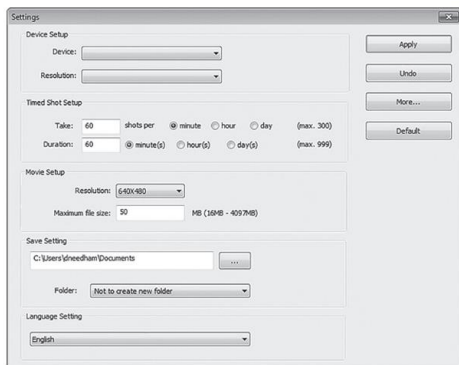 Settings
Device Setup
Device:
Resolution:
Timed Shot Setup
Take: 60 shots per minute hour day (max. 300)
Duration: 60 minute(s) hour(s) day(s) (max. 999)
Movie Setup
Resolution: 640X480
Maximum file size: 50 MB (16MB - 4097MB)
Save Setting
C:\Users\dneedham\Documents
...
Folder: Not to create new folder
Language Setting
English
Apply
Undo
More...
Default